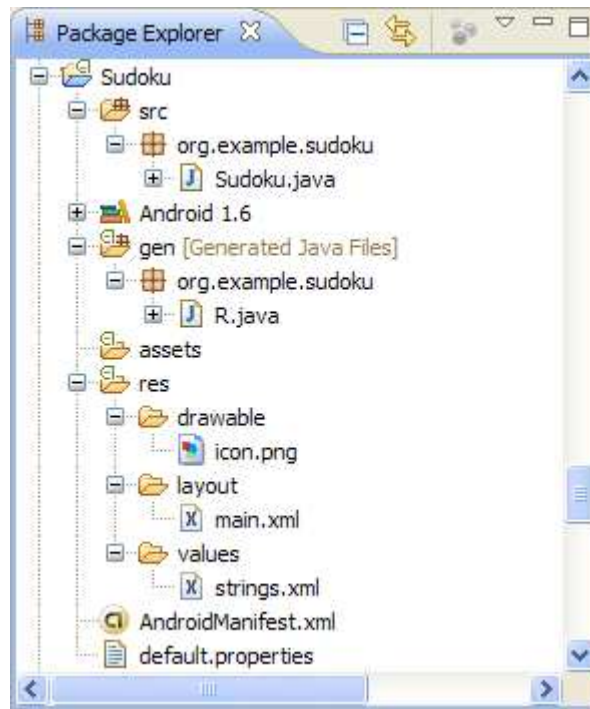 Package Explorer
Sudoku
src
org.example.sudoku
Sudoku.java
Android 1.6
gen [Generated Java Files]
org.example.sudoku
R.java
assets
res
drawable
icon.png
layout
main.xml
values
strings.xml
AndroidManifest.xml
default.properties